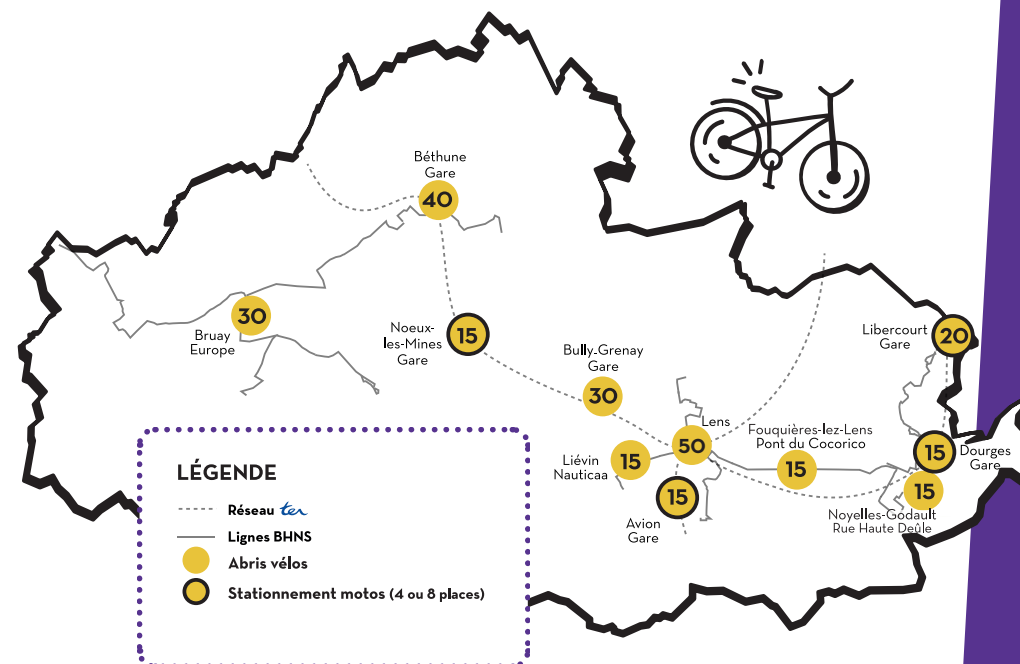 Béthune
Gare
40
30
Bruay
Europe
Noeux-
les-Mines
Gare
15
Bully-Grenay
Gare
30
Libercourt
Gare
20
Lens
50
Liévin
Nauticaa
15
Fouquières-lez-Lens
Pont du Cocorico
15
15
Dourges
Gare
15
Noyelles-Godault
Rue Haute Deûle
15
Avion
Gare
LÉGENDE
Réseau ter
Lignes BHNS
Abris vélos
Stationnement motos (4 ou 8 places)